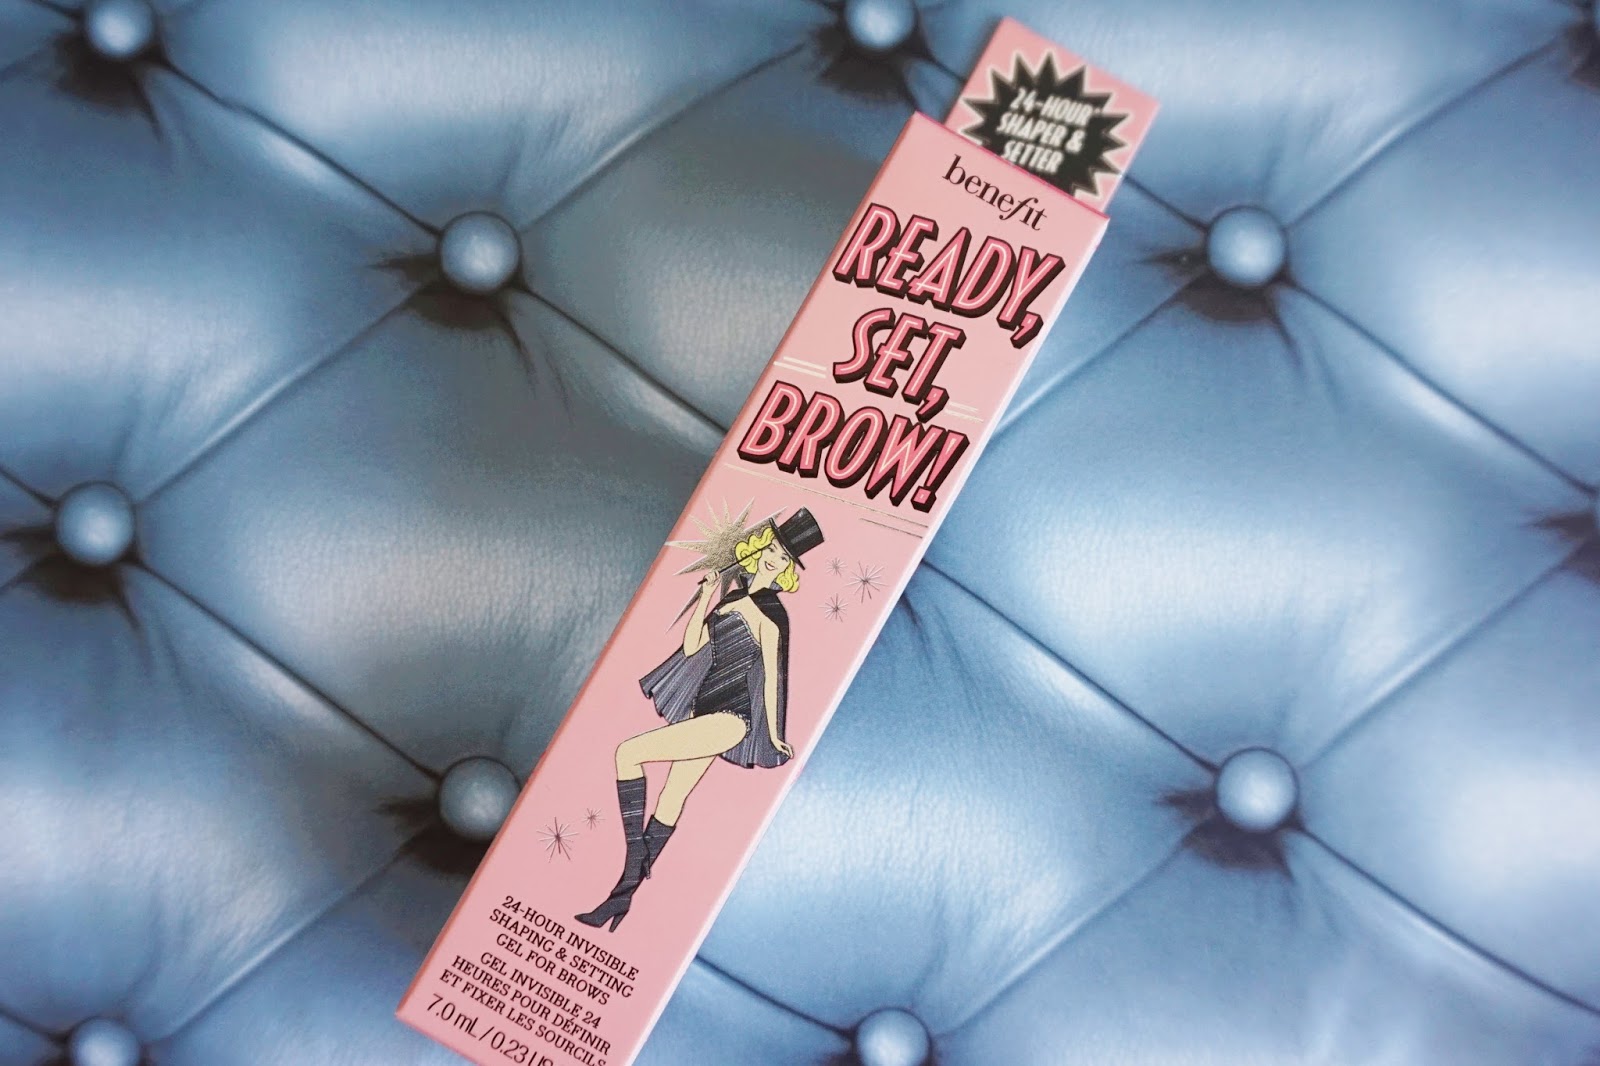 24-HOUR
SHAPER &
SETTER
benefit
READY,
SET,
BROW!
24-HOUR INVISIBLE
SHAPING & SETTING
GEL FOR BROWS
GEL INVISIBLE 24
HEURES POUR DÉFINIR
ET FIXER LES SOURCILS
7.0 mL / 0.23